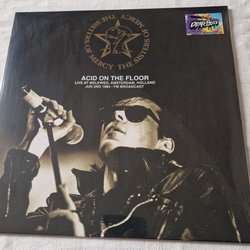 THE SISTERS OF MERCY THE SISTERS OF MERCY
ACID ON THE FLOOR
LIVE AT MELKWEG, AMSTERDAM, HOLLAND
JUN 2ND 1984 - FM BROADCAST